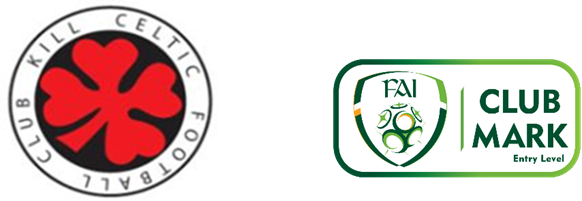 KILL CELTIC FOOTBALL CLUB
FAI
CLUB
MARK
Entry Level